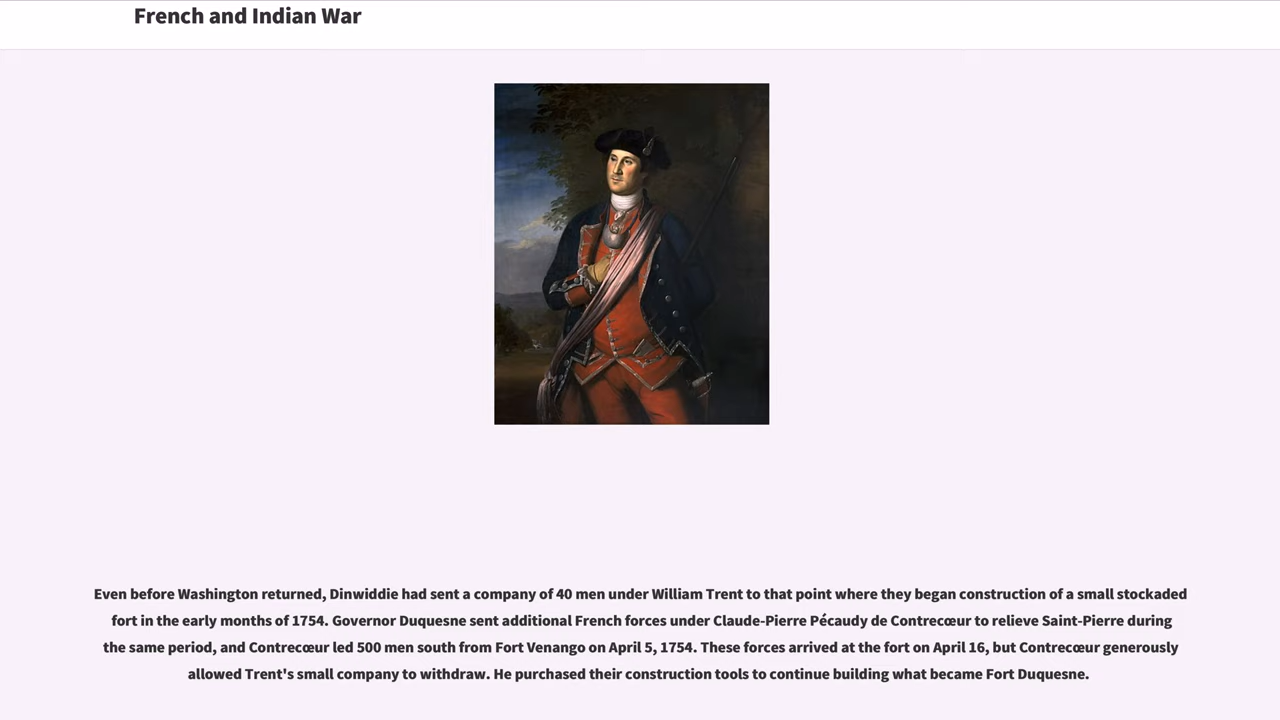 French and Indian War
Even before Washington returned, Dinwiddie had sent a company of 40 men under William Trent to that point where they began construction of a small stockaded
fort in the early months of 1754. Governor Duquesne sent additional French forces under Claude-Pierre Pécaudy de Contrecœur to relieve Saint-Pierre during
the same period, and Contrecœur led 500 men south from Fort Venango on April 5, 1754. These forces arrived at the fort on April 16, but Contrecœur generously
allowed Trent's small company to withdraw. He purchased their construction tools to continue building what became Fort Duquesne.